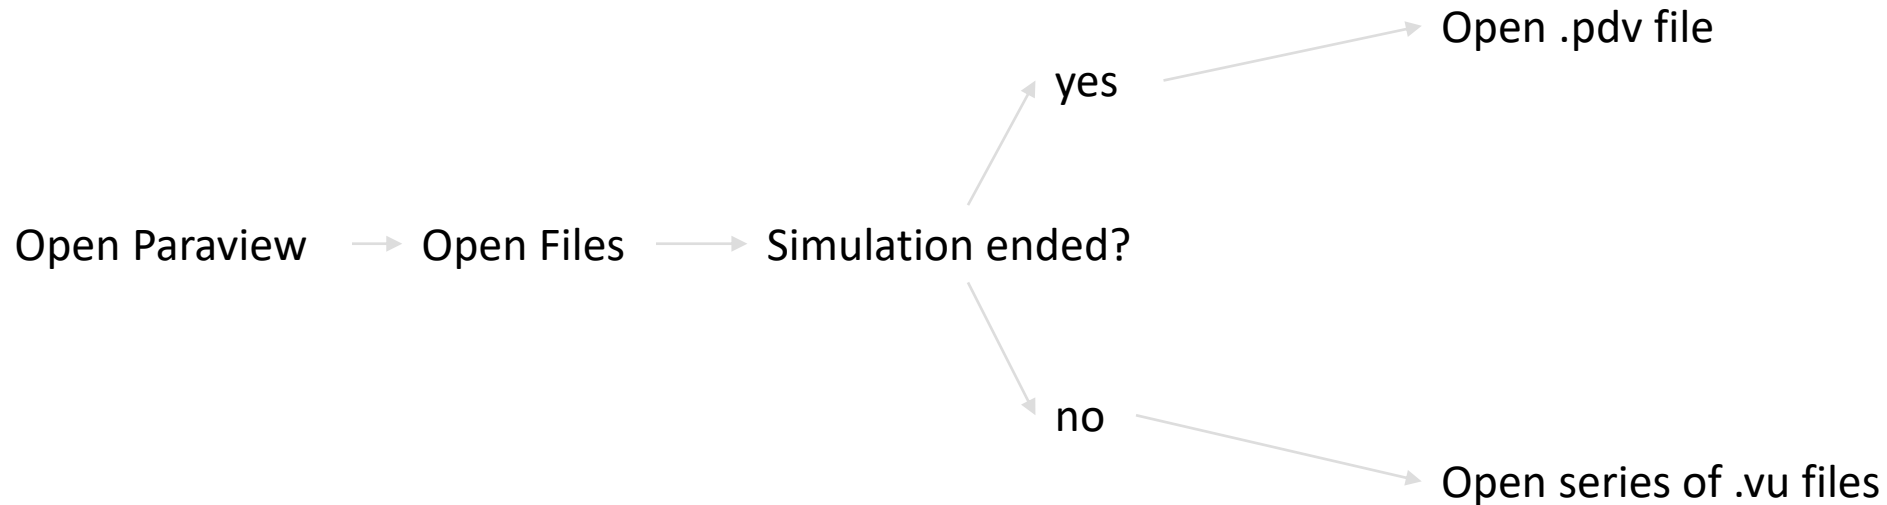 Open Paraview
Open Files
Simulation ended?
yes
Open .pdv file
no
Open series of .vu files